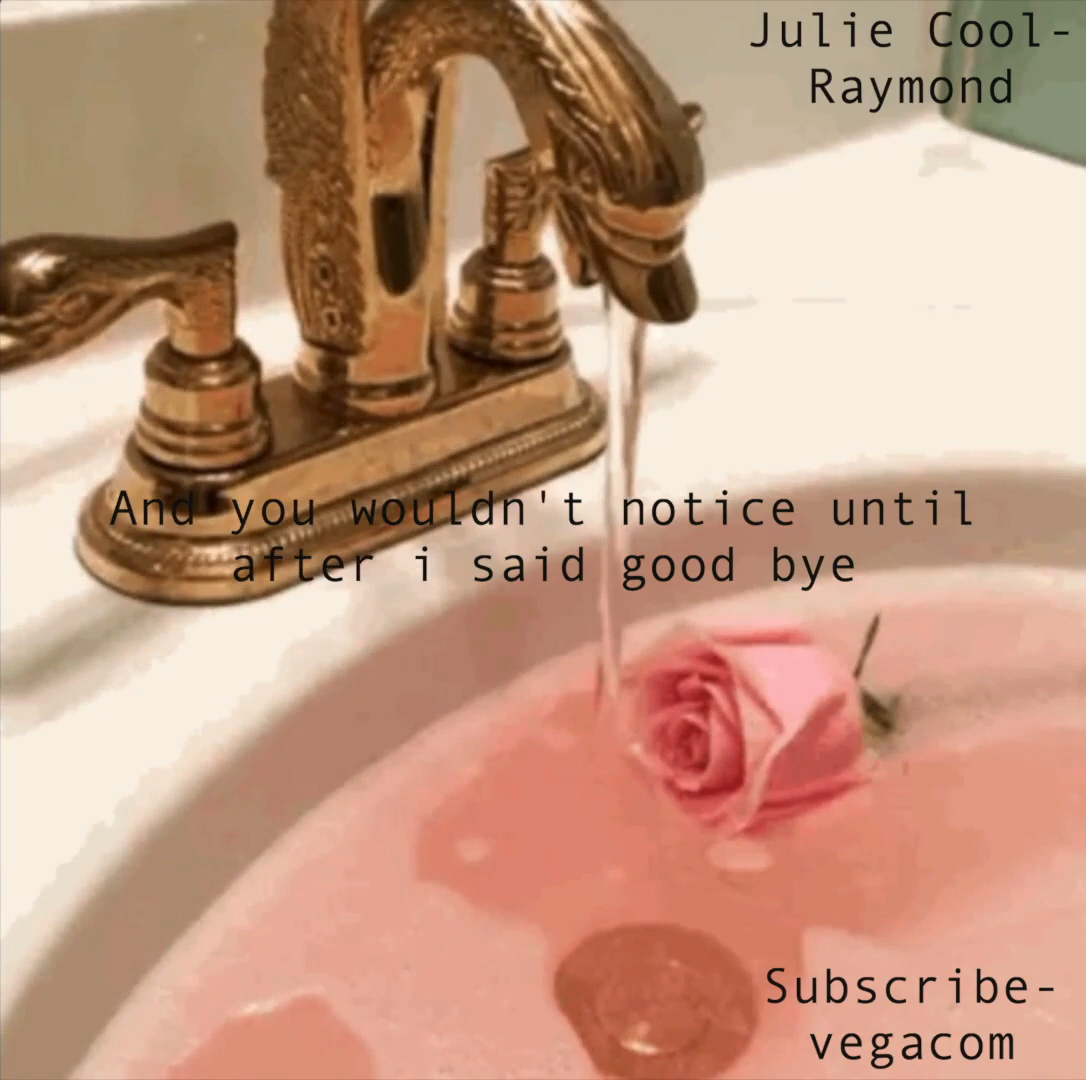 Julie Cool-
Raymond
And you wouldn't notice until
after i said good bye
Subscribe-
vegacom